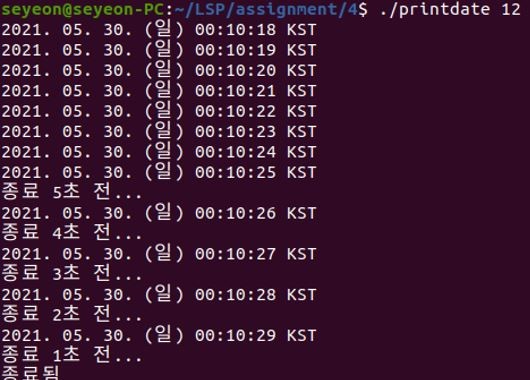 seyeon@seyeon-PC:~/LSP/assignment/4$ ./printdate 12
2021. 05. 30. (일) 00:10:18 KST
2021. 05. 30. (일) 00:10:19 KST
2021. 05. 30. (일) 00:10:20 KST
2021. 05. 30. (일) 00:10:21 KST
2021. 05. 30. (일) 00:10:22 KST
2021. 05. 30. (일) 00:10:23 KST
2021. 05. 30. (일) 00:10:24 KST
2021. 05. 30. (일) 00:10:25 KST
종료 5초 전...
2021. 05. 30. (일) 00:10:26 KST
종료 4초 전...
2021. 05. 30. (일) 00:10:27 KST
종료 3초 전...
2021. 05. 30. (일) 00:10:28 KST
종료 2초 전...
2021. 05. 30. (일) 00:10:29 KST
종료 1초 전...
종료됨